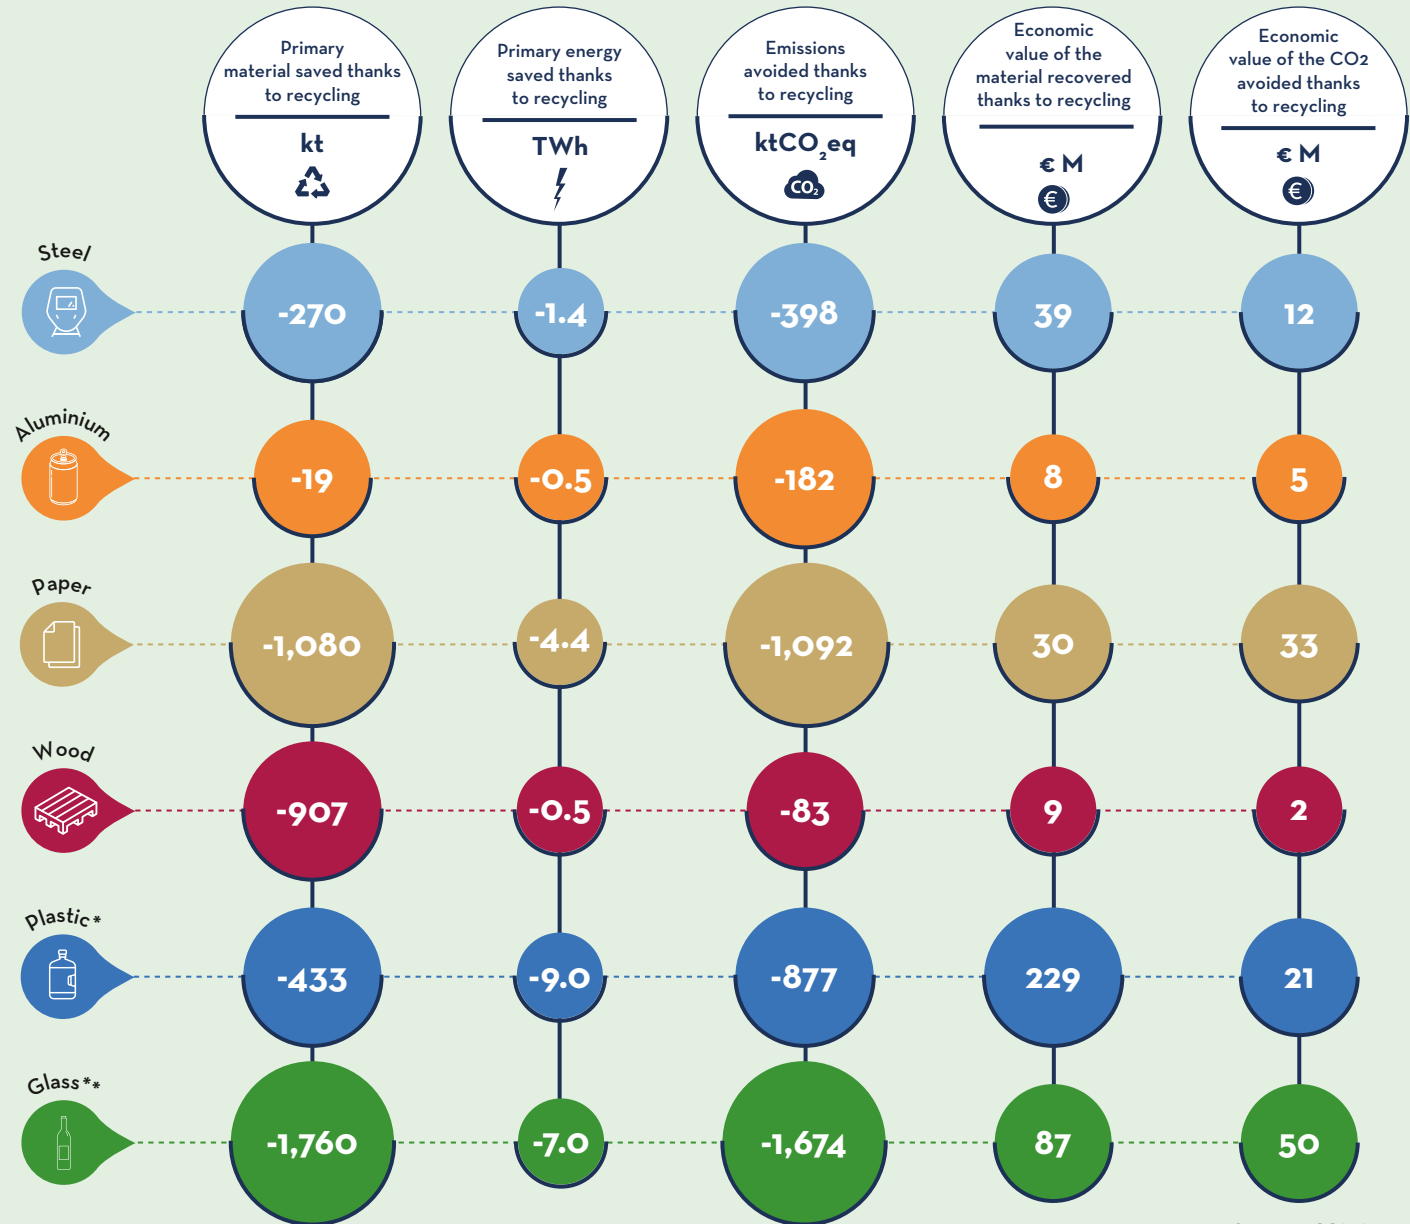 Primary
material saved thanks
to recycling
kt
Primary energy
saved thanks
to recycling
TWh
Emissions
avoided thanks
to recycling
ktCO₂eq
CO₂
Economic
value of the
material recovered
thanks to recycling
€ M
€
Economic
value of the CO2
avoided thanks
to recycling
€ M
€
Steel
-270
-1.4
-398
39
12
Aluminium
-19
-0.5
-182
8
5
Paper
-1,080
-4.4
-1,092
30
33
Wood
-907
-0.5
-83
9
2
Plastic*
-433
-9.0
-877
229
21
Glass**
-1,760
-7.0
-1,674
87
50